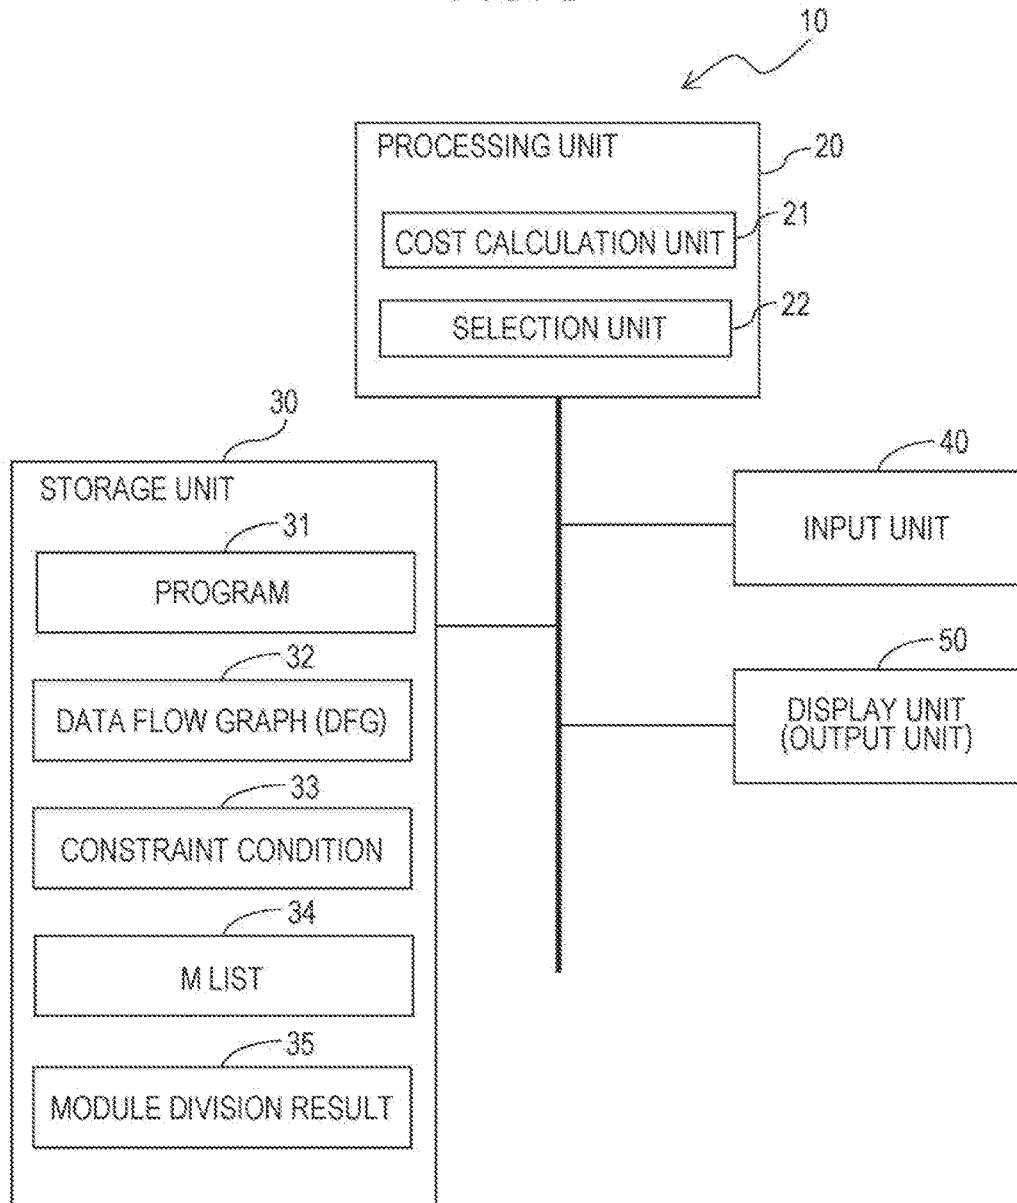 10
PROCESSING UNIT
20
21
COST CALCULATION UNIT
22
SELECTION UNIT
30
STORAGE UNIT
31
PROGRAM
32
DATA FLOW GRAPH (DFG)
33
CONSTRAINT CONDITION
34
M LIST
35
MODULE DIVISION RESULT
40
INPUT UNIT
50
DISPLAY UNIT
(OUTPUT UNIT)